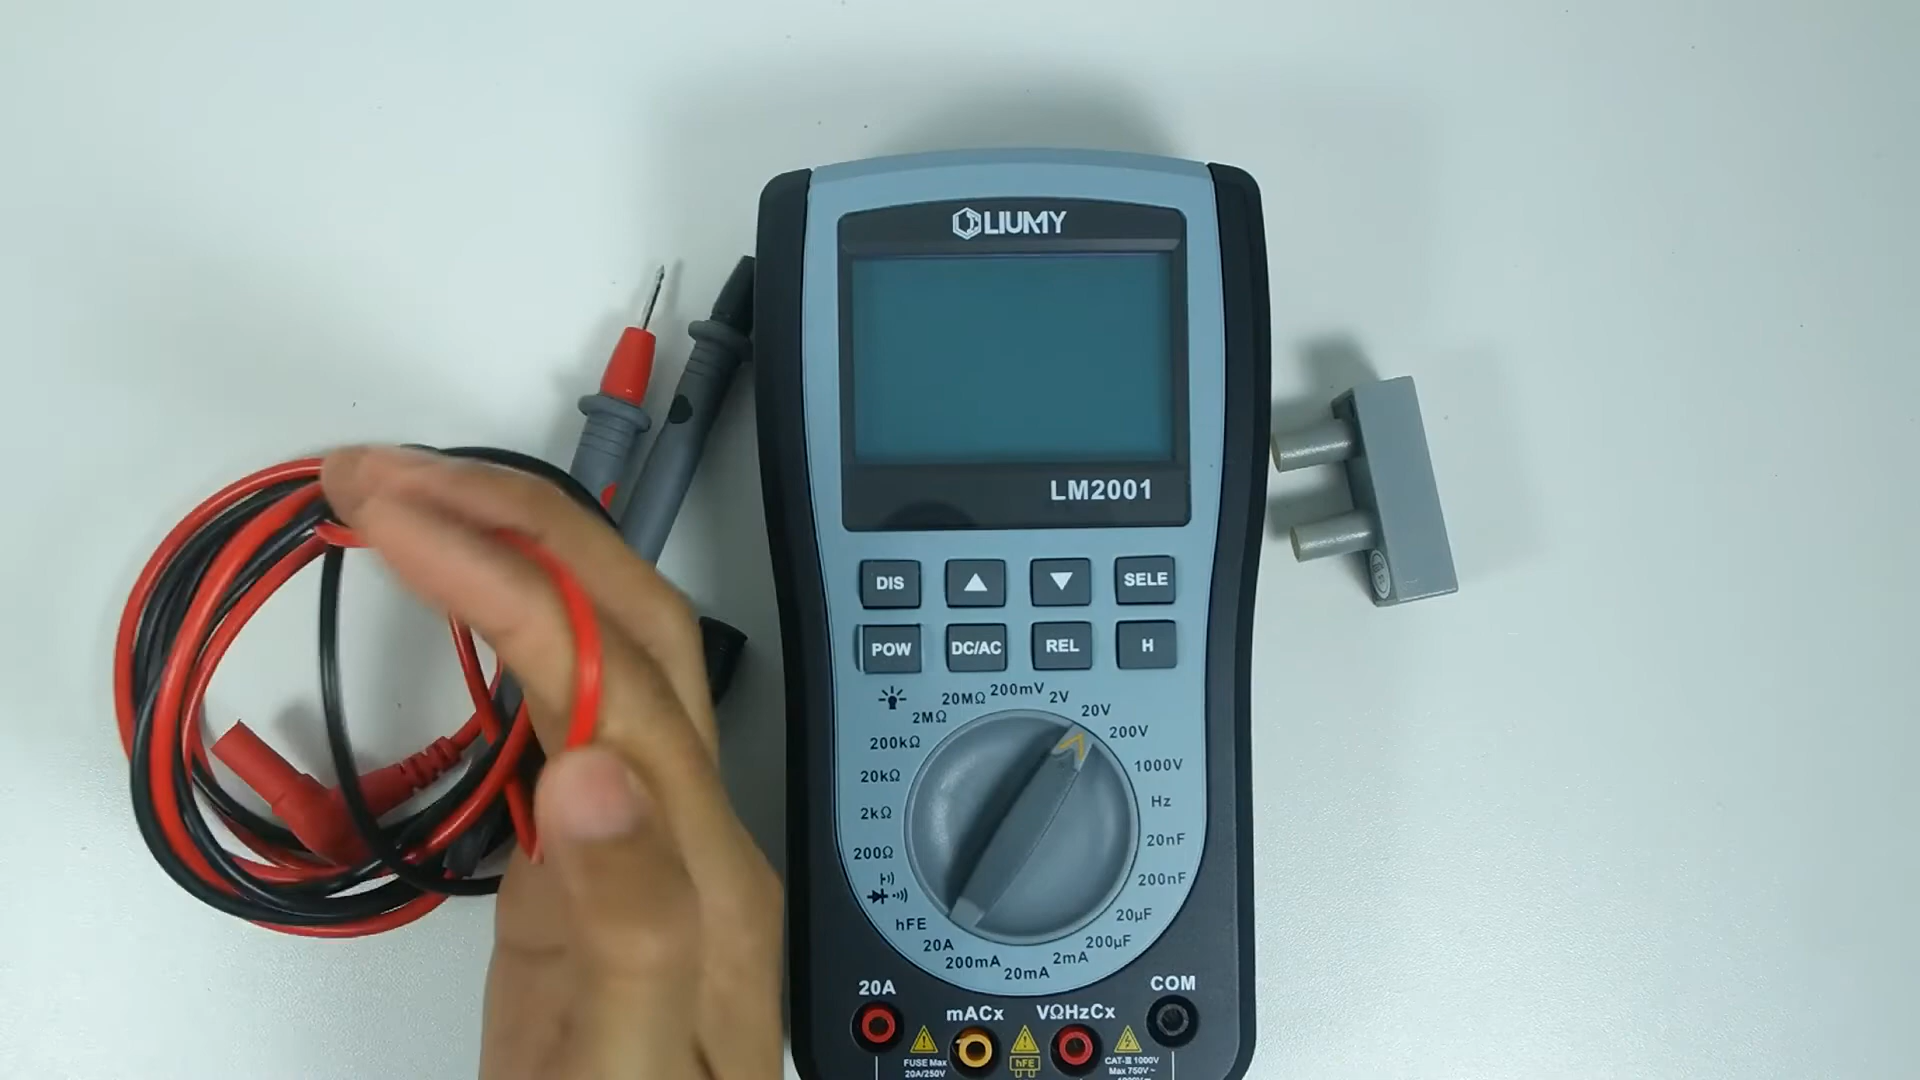 LIUMY
LM2001
DIS ▲ ▼ SELE
POW DC/AC REL H
20MΩ 200mV 2V
2MΩ 20V
200kΩ 200V
20kΩ 1000V
2kΩ Hz
200Ω 20nF
200nF
hFE 20µF
20A 200µF
200mA 20mA 2mA
20A mACx VΩHzCx COM
FUSE Max
20A/250V
hFE
CAT-III 1000V
Max 750V~